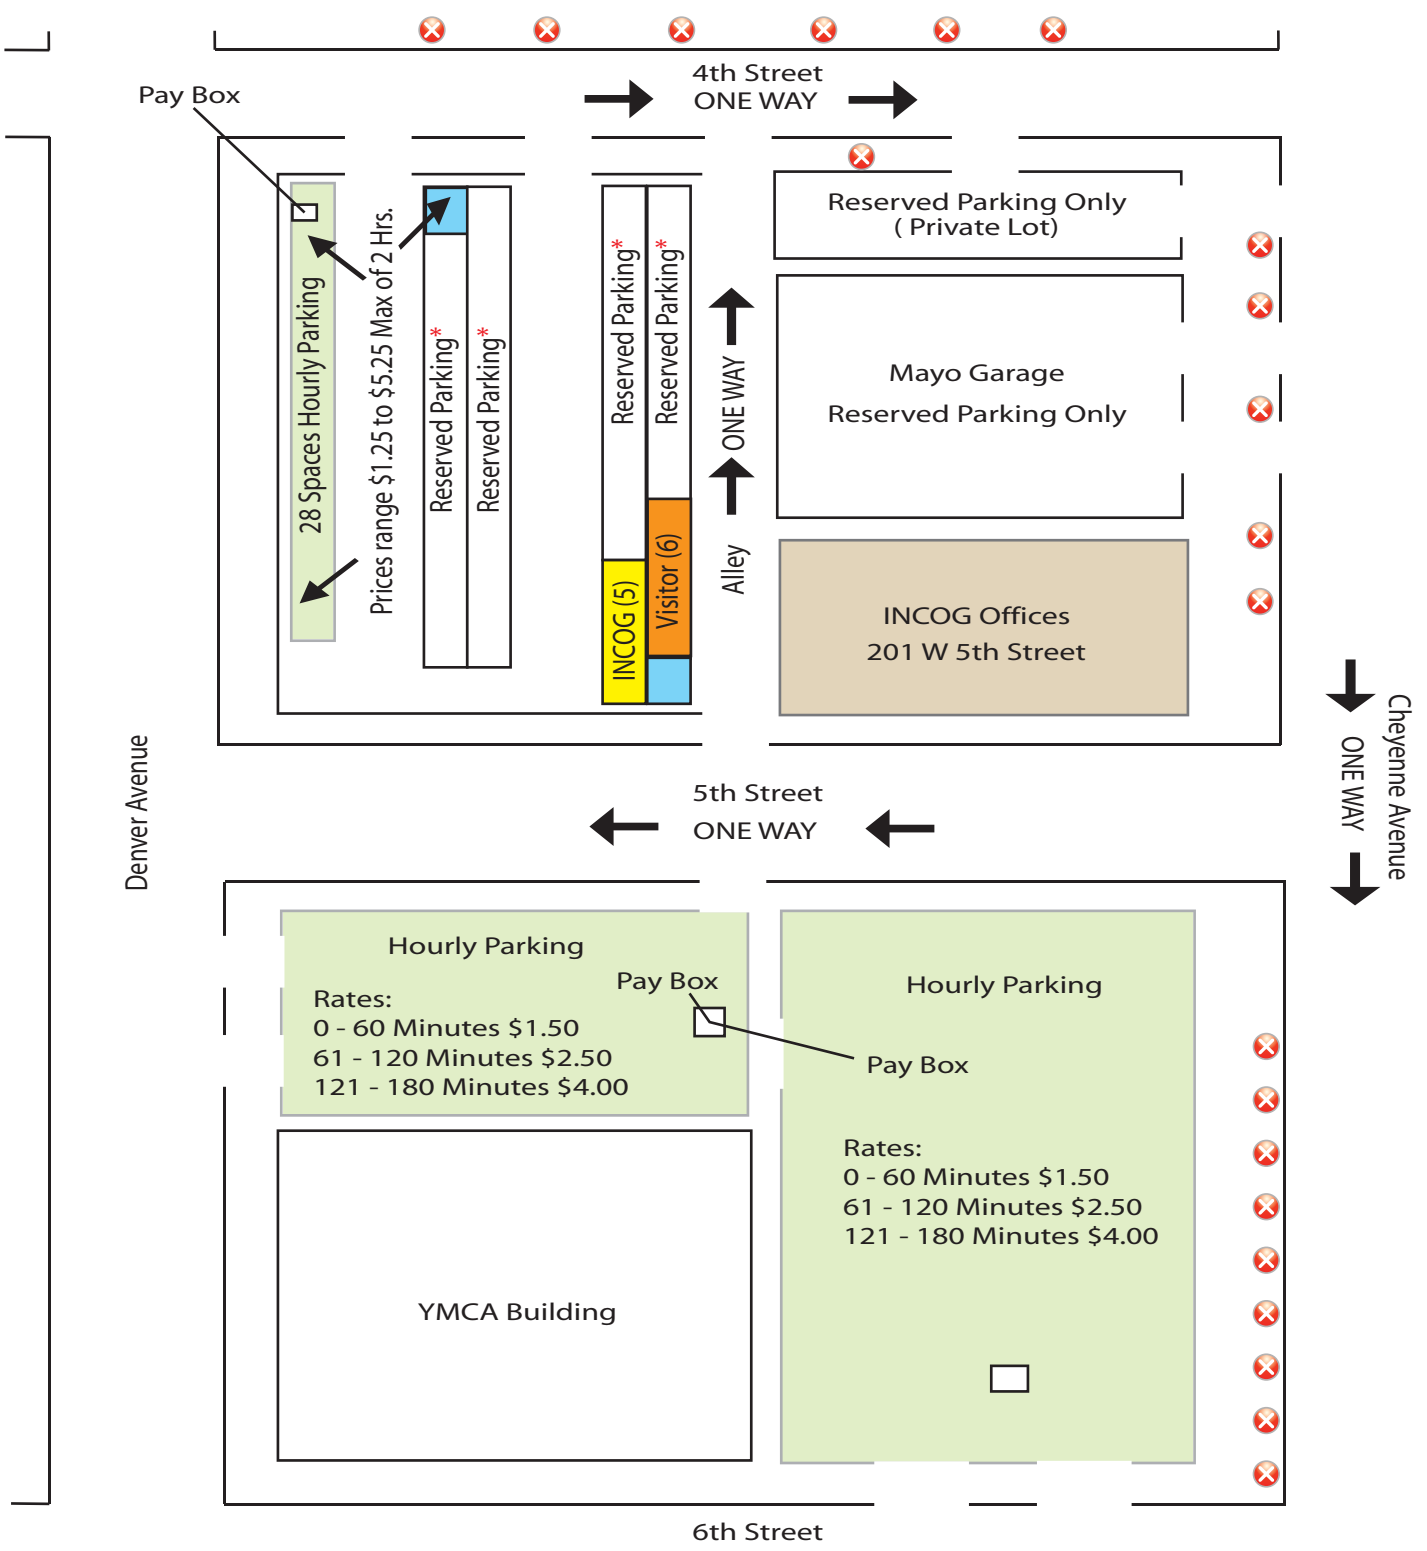 4th Street
ONE WAY
Pay Box
28 Spaces Hourly Parking
Prices range $1.25 to $5.25 Max of 2 Hrs.
Reserved Parking*
Reserved Parking*
Reserved Parking*
INCOG (5)
Reserved Parking*
Visitor (6)
ONE WAY
Alley
Reserved Parking Only
( Private Lot)
Mayo Garage
Reserved Parking Only
INCOG Offices
201 W 5th Street
Cheyenne Avenue
ONE WAY
Denver Avenue
5th Street
ONE WAY
Hourly Parking
Pay Box
Rates:
0 - 60 Minutes $1.50
61 - 120 Minutes $2.50
121 - 180 Minutes $4.00
Hourly Parking
Pay Box
Rates:
0 - 60 Minutes $1.50
61 - 120 Minutes $2.50
121 - 180 Minutes $4.00
YMCA Building
6th Street